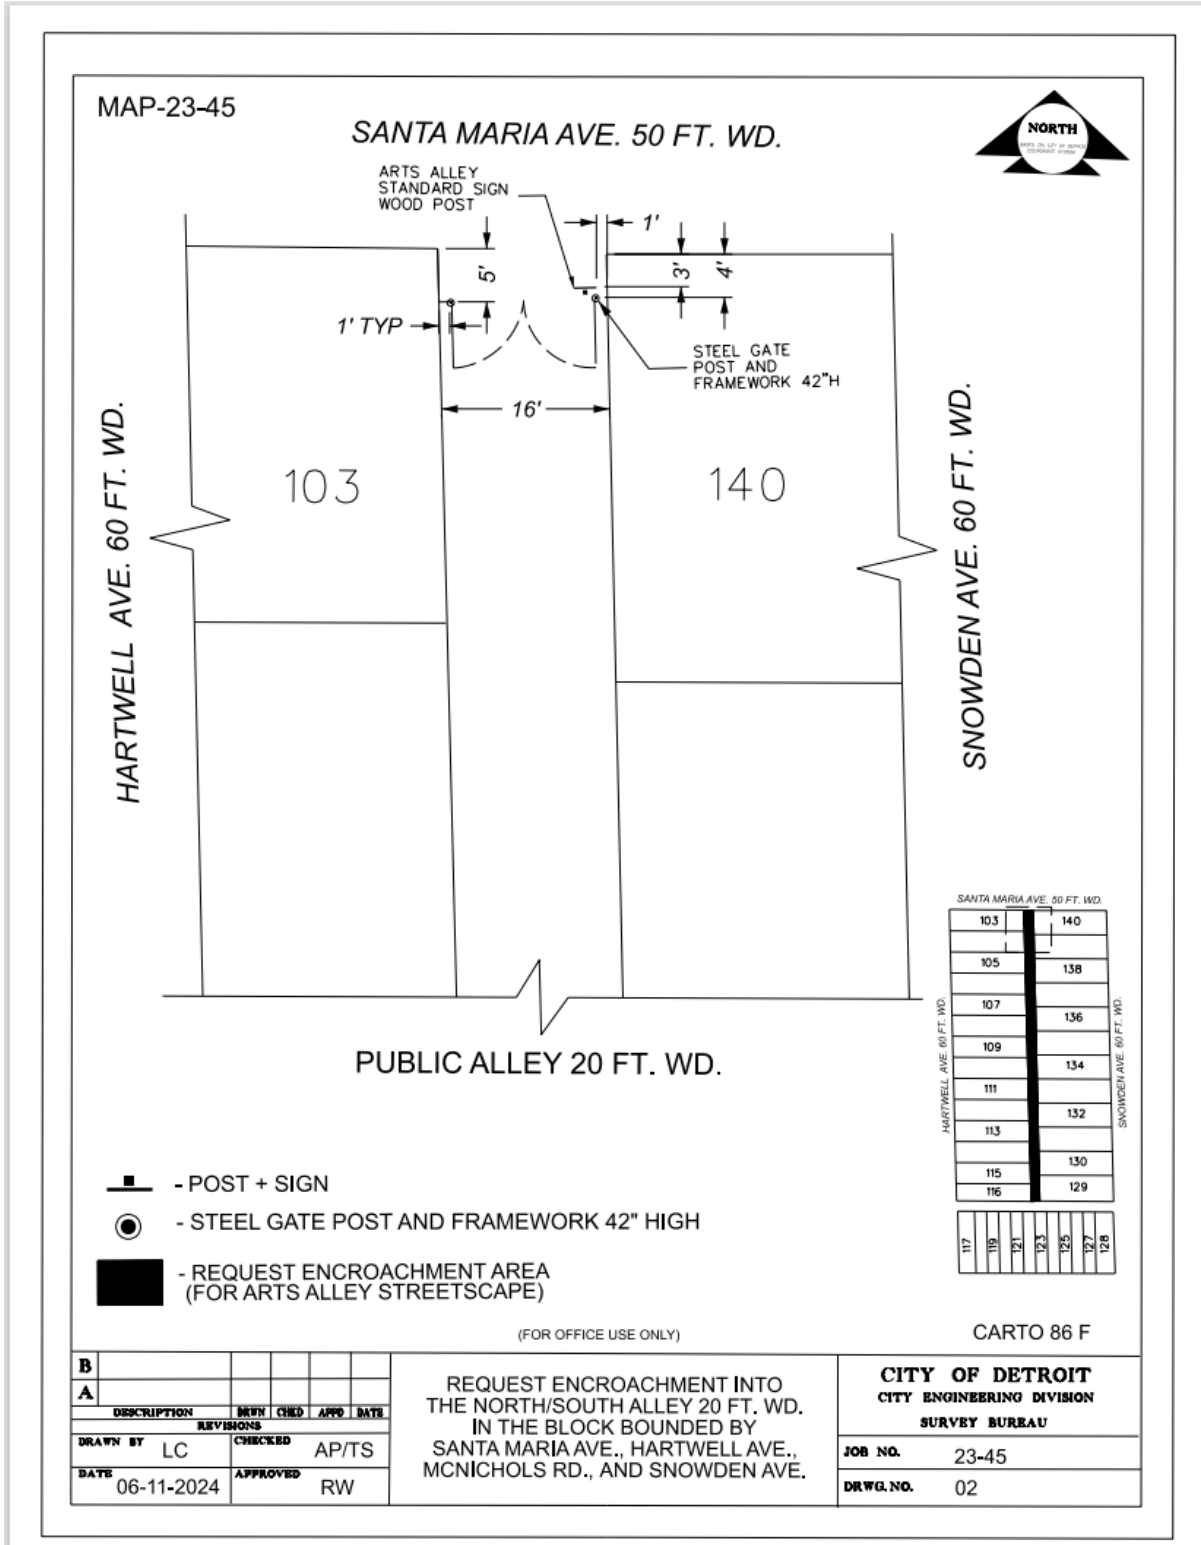 MAP-23-45
NORTH
SANTA MARIA AVE. 50 FT. WD.
ARTS ALLEY
STANDARD SIGN
WOOD POST
1'
5'
3'
4'
1' TYP
STEEL GATE
POST AND
FRAMEWORK 42"H
16'
HARTWELL AVE. 60 FT. WD.
103
140
SNOWDEN AVE. 60 FT. WD.
PUBLIC ALLEY 20 FT. WD.
SANTA MARIA AVE. 50 FT. WD.
103
140
105
138
107
136
109
134
111
132
113
130
115
129
116
HARTWELL AVE. 60 FT. WD.
SNOWDEN AVE. 60 FT. WD.
117
119
121
123
125
127
128
- POST + SIGN
- STEEL GATE POST AND FRAMEWORK 42" HIGH
- REQUEST ENCROACHMENT AREA
(FOR ARTS ALLEY STREETSCAPE)
(FOR OFFICE USE ONLY)
CARTO 86 F
B
A
DESCRIPTION DRWN CHKD APPD DATE
REVISIONS
DRAWN BY LC CHECKED AP/TS
DATE 06-11-2024 APPROVED RW
REQUEST ENCROACHMENT INTO
THE NORTH/SOUTH ALLEY 20 FT. WD.
IN THE BLOCK BOUNDED BY
SANTA MARIA AVE., HARTWELL AVE.,
MCNICHOLS RD., AND SNOWDEN AVE.
CITY OF DETROIT
CITY ENGINEERING DIVISION
SURVEY BUREAU
JOB NO. 23-45
DRWG. NO. 02